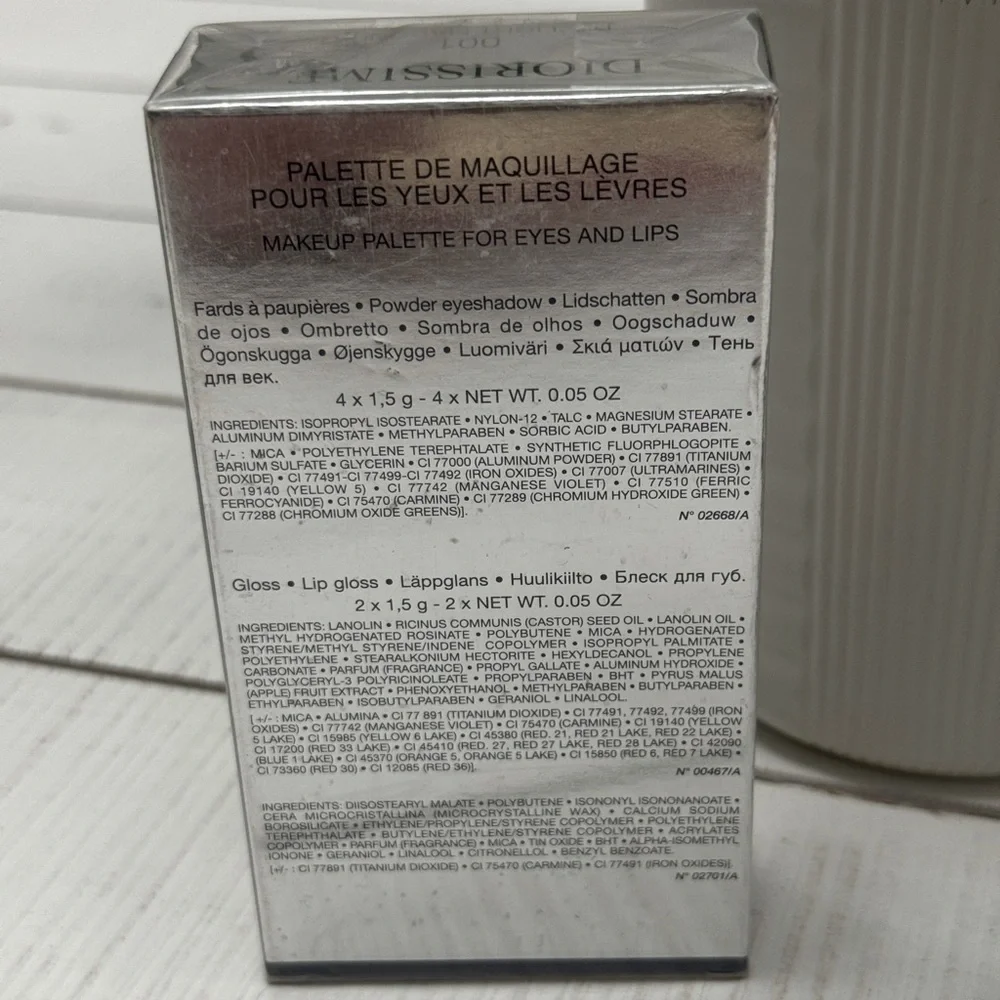 001
DIORISSIME
PALETTE DE MAQUILLAGE
POUR LES YEUX ET LES LÈVRES
MAKEUP PALETTE FOR EYES AND LIPS
Fards à paupières • Powder eyeshadow • Lidschatten • Sombra
de ojos • Ombretto • Sombra de olhos • Oogschaduw •
Ögonskugga • Øjenskygge • Luomiväri • Σκιά ματιών • Тень
для век.
4 x 1,5 g - 4 x NET WT. 0.05 OZ
INGREDIENTS: ISOPROPYL ISOSTEARATE • NYLON-12 • TALC • MAGNESIUM STEARATE •
ALUMINUM DIMYRISTATE • METHYLPARABEN • SORBIC ACID • BUTYLPARABEN.
[+/- : MICA • POLYETHYLENE TEREPHTALATE • SYNTHETIC FLUORPHLOGOPITE •
BARIUM SULFATE • GLYCERIN • CI 77000 (ALUMINUM POWDER) • CI 77891 (TITANIUM
DIOXIDE) • CI 77491-CI 77499-CI 77492 (IRON OXIDES) • CI 77007 (ULTRAMARINES) •
CI 19140 (YELLOW 5) • CI 77742 (MANGANESE VIOLET) • CI 77510 (FERRIC
FERROCYANIDE) • CI 75470 (CARMINE) • CI 77289 (CHROMIUM HYDROXIDE GREEN) •
CI 77288 (CHROMIUM OXIDE GREENS)].
N° 02668/A
Gloss • Lip gloss • Läppglans • Huulikiilto • Блеск для губ.
2 x 1,5 g - 2 x NET WT. 0.05 OZ
INGREDIENTS: LANOLIN • RICINUS COMMUNIS (CASTOR) SEED OIL • LANOLIN OIL •
METHYL HYDROGENATED ROSINATE • POLYBUTENE • MICA • HYDROGENATED
STYRENE/METHYL STYRENE/INDENE COPOLYMER • ISOPROPYL PALMITATE •
POLYETHYLENE • STEARALKONIUM HECTORITE • HEXYLDECANOL • PROPYLENE
CARBONATE • PARFUM (FRAGRANCE) • PROPYL GALLATE • ALUMINUM HYDROXIDE •
POLYGLYCERYL-3 POLYRICINOLEATE • PROPYLPARABEN • BHT • PYRUS MALUS
(APPLE) FRUIT EXTRACT • PHENOXYETHANOL • METHYLPARABEN • BUTYLPARABEN •
ETHYLPARABEN • ISOBUTYLPARABEN • GERANIOL • LINALOOL.
[+/- : MICA • ALUMINA • CI 77 891 (TITANIUM DIOXIDE) • CI 77491, 77492, 77499 (IRON
OXIDES) • CI 77742 (MANGANESE VIOLET) • CI 75470 (CARMINE) • CI 19140 (YELLOW
5 LAKE) • CI 15985 (YELLOW 6 LAKE) • CI 45380 (RED. 21, RED 21 LAKE, RED 22 LAKE) •
CI 17200 (RED 33 LAKE) • CI 45410 (RED. 27, RED 27 LAKE, RED 28 LAKE) • CI 42090
(BLUE 1 LAKE) • CI 45370 (ORANGE 5, ORANGE 5 LAKE) • CI 15850 (RED 6, RED 7 LAKE) •
CI 73360 (RED 30) • CI 12085 (RED 36)].
N° 00467/A
INGREDIENTS: DIISOSTEARYL MALATE • POLYBUTENE • ISONONYL ISONONANOATE •
CERA MICROCRISTALLINA (MICROCRYSTALLINE WAX) • CALCIUM SODIUM
BOROSILICATE • ETHYLENE/PROPYLENE/STYRENE COPOLYMER • POLYETHYLENE
TEREPHTHALATE • BUTYLENE/ETHYLENE/STYRENE COPOLYMER • ACRYLATES
COPOLYMER • PARFUM (FRAGRANCE) • MICA • TIN OXIDE • BHT • ALPHA-ISOMETHYL
IONONE • GERANIOL • LINALOOL • CITRONELLOL • BENZYL BENZOATE.
[+/- : CI 77891 (TITANIUM DIOXIDE) • CI 75470 (CARMINE) • CI 77491 (IRON OXIDES)].
N° 02701/A